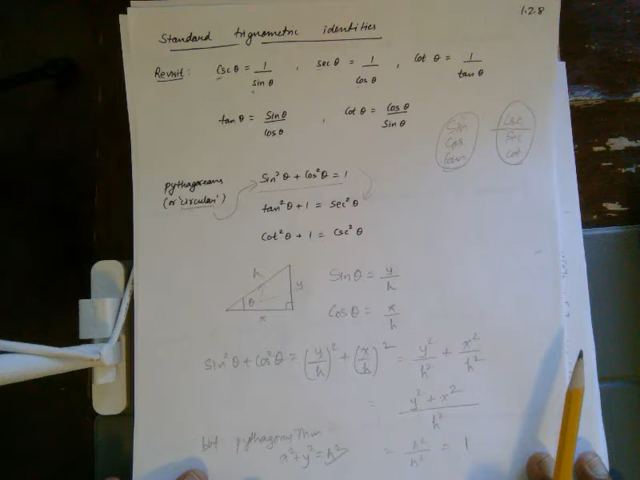 1.2.8
Standard trignometric identities
Revisit: Csc θ = 1/sin θ , sec θ = 1/cos θ , cot θ = 1/tan θ
tan θ = Sin θ/cos θ , cot θ = Cos θ/Sin θ
Sin Csc
Cos Sec
tan cot
pythagoreans Sin² θ + Cos² θ = 1
(or 'circular') tan² θ + 1 = sec² θ
Cot² θ + 1 = Csc² θ
h y θ x
Sin θ = y/h
Cos θ = x/h
Sin² θ + Cos² θ = (y/h)² + (x/h)² = y²/h² + x²/h²
= y² + x²/h²
but pythagoras Thm
x² + y² = h² = h²/h² = 1